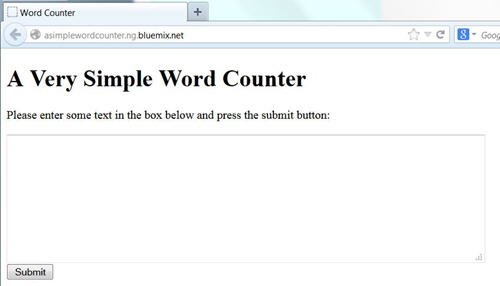 Word Counter
asimplewordcounter.ng.bluemix.net
Goog
A Very Simple Word Counter
Please enter some text in the box below and press the submit button:
Submit